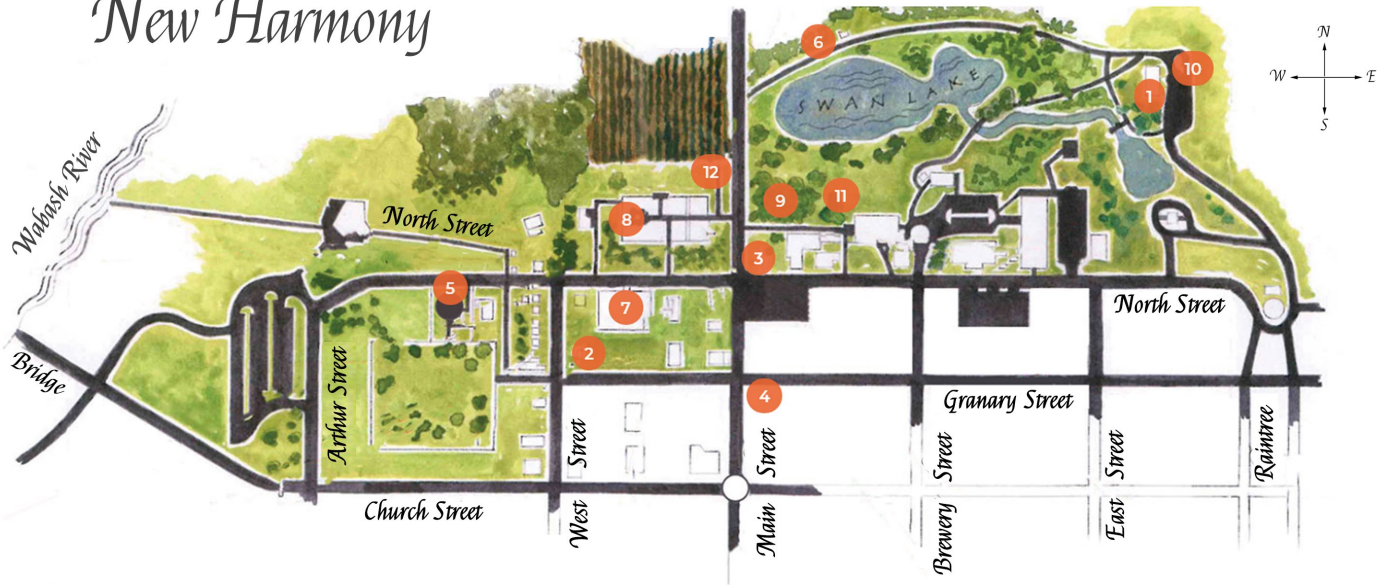 New Harmony
N
W E
S
6
10
1
SWAN LAKE
Wabash River
12
9
11
8
North Street
3
5
7
North Street
2
Bridge
Arthur Street
4
Granary Street
West Street
Main Street
Brewery Street
East Street
Raintree
Church Street